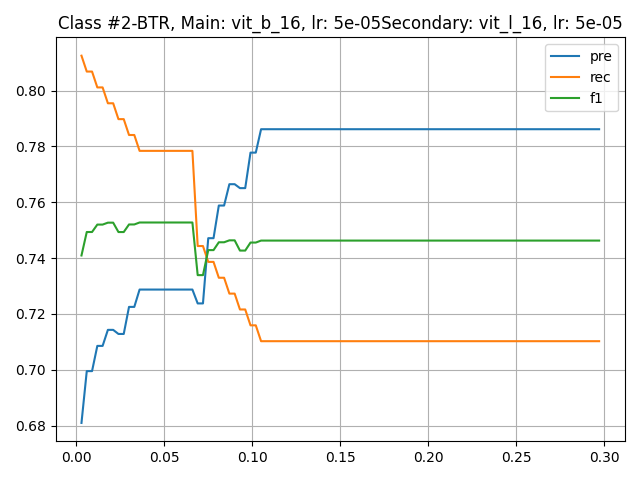 Class #2-BTR, Main: vit_b_16, lr: 5e-05Secondary: vit_l_16, lr: 5e-05
pre
rec
f1
0.80
0.78
0.76
0.74
0.72
0.70
0.68
0.00 0.05 0.10 0.15 0.20 0.25 0.30